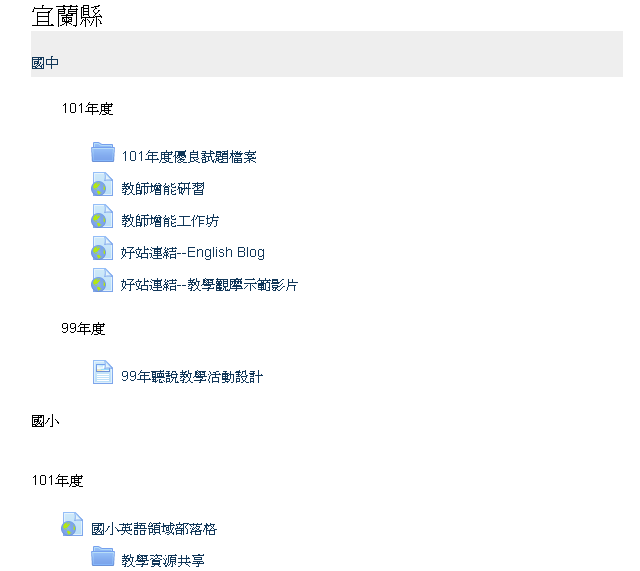 宜蘭縣
國中
101年度
101年度優良試題檔案
教師增能研習
教師增能工作坊
好站連結--English Blog
好站連結--教學觀摩示範影片
99年度
99年聽說教學活動設計
國小
101年度
國小英語領域部落格
教學資源共享